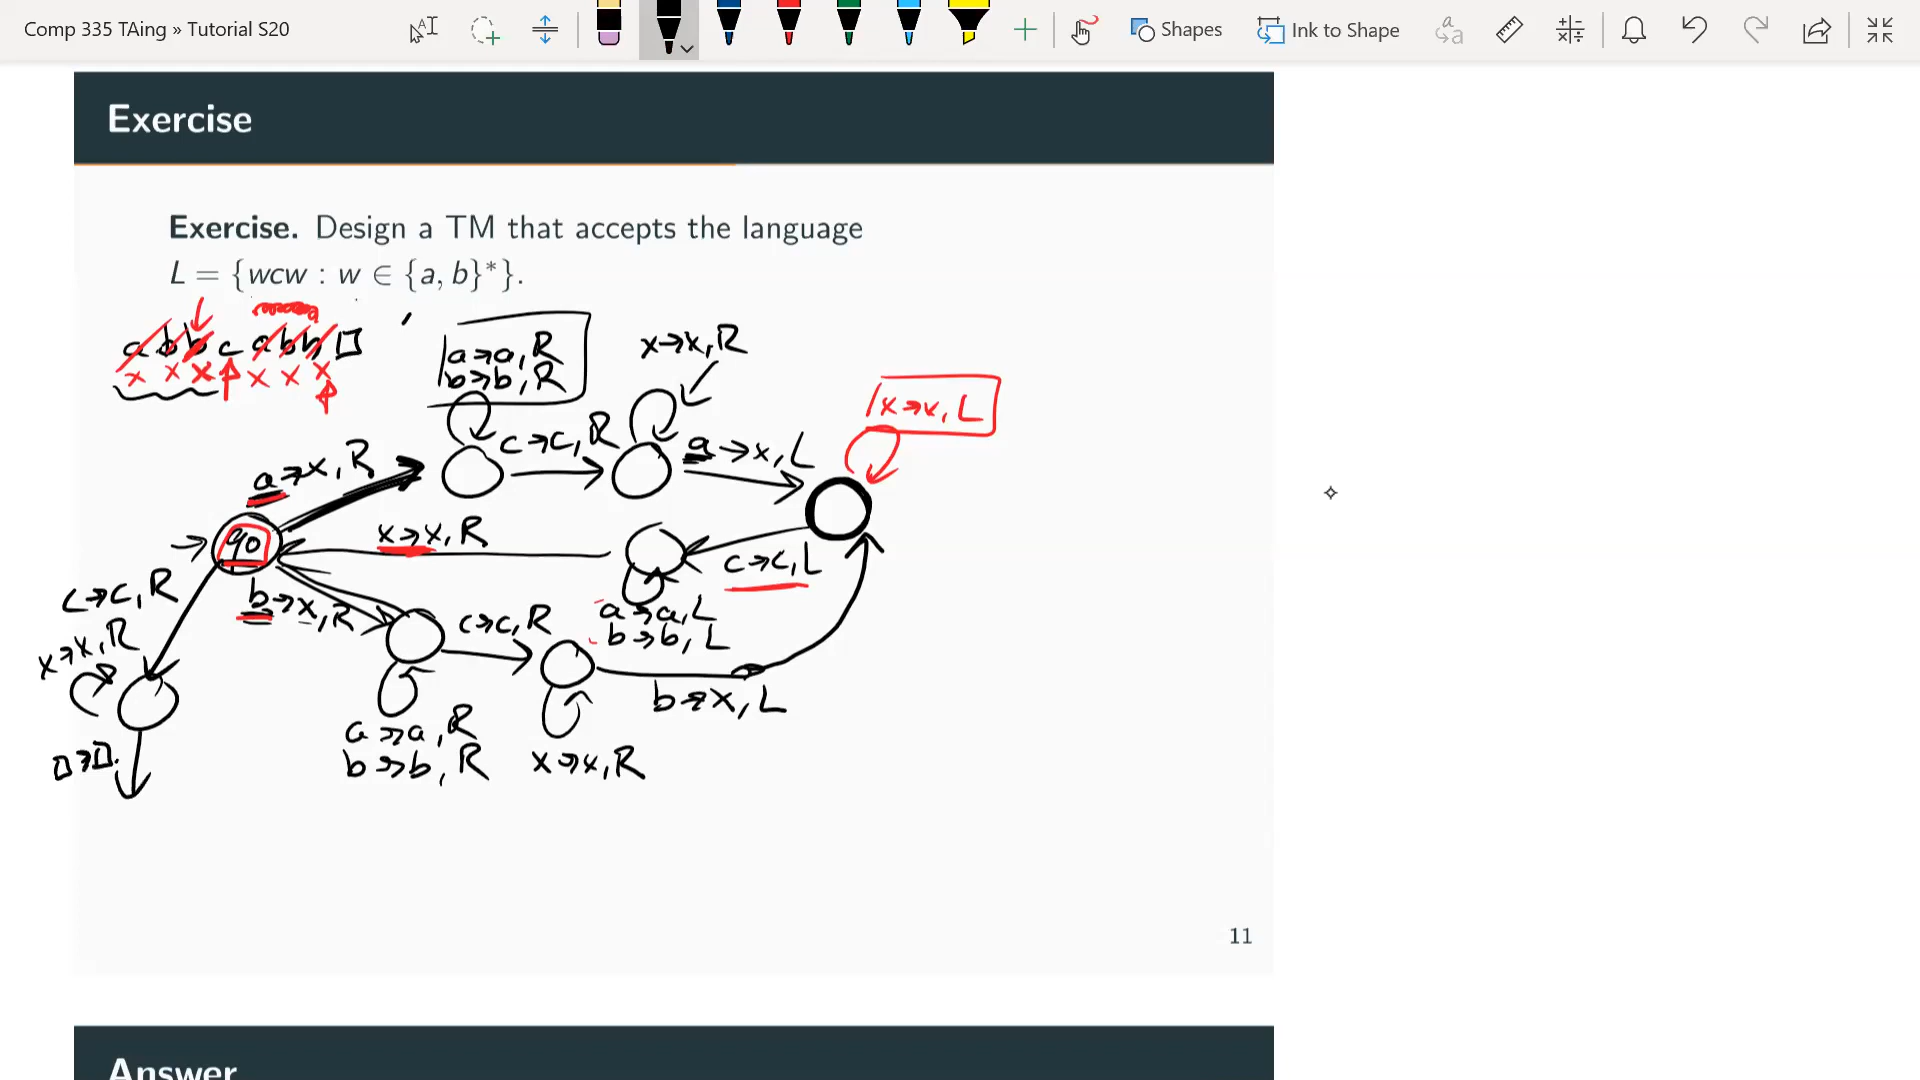 Comp 335 TAing » Tutorial S20
Shapes
Ink to Shape
Exercise
Exercise. Design a TM that accepts the language
L = {wcw : w ∈ {a, b}*}.
a b b c a b b □
x x x x x x
a→a, R
b→b, R
x→x, R
x→x, L
c→c, R
a→x, L
a→x, R
x→x, R
q0
c→c, L
c→c, R
b→x, R
c→c, R
a→a, L
b→b, L
x→x, R
b→x, L
a→a, R
b→b, R
x→x, R
□→□.
11
Answer